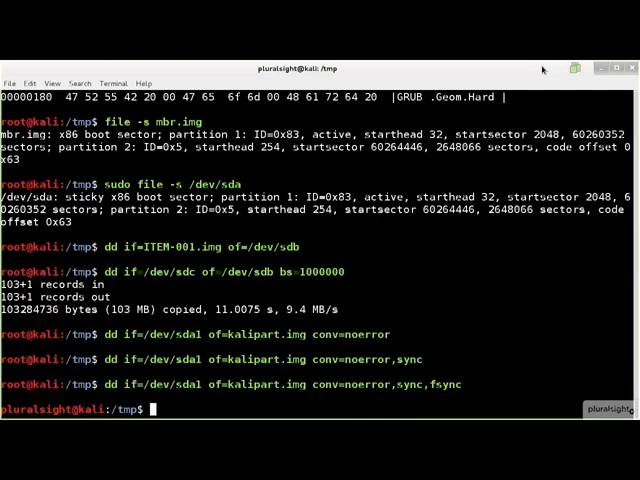 pluralsight@kali: /tmp
File Edit View Search Terminal Help
00000180  47 52 55 42 20 00 47 65  6f 6d 00 48 61 72 64 20  |GRUB .Geom.Hard |
root@kali:/tmp$ file -s mbr.img
mbr.img: x86 boot sector; partition 1: ID=0x83, active, starthead 32, startsector 2048, 60260352
sectors; partition 2: ID=0x5, starthead 254, startsector 60264446, 2648066 sectors, code offset 0
x63
root@kali:/tmp$ sudo file -s /dev/sda
/dev/sda: sticky x86 boot sector; partition 1: ID=0x83, active, starthead 32, startsector 2048, 6
0260352 sectors; partition 2: ID=0x5, starthead 254, startsector 60264446, 2648066 sectors, code
offset 0x63
root@kali:/tmp$ dd if=ITEM-001.img of=/dev/sdb
root@kali:/tmp$ dd if=/dev/sdc of=/dev/sdb bs=1000000
103+1 records in
103+1 records out
103284736 bytes (103 MB) copied, 11.0075 s, 9.4 MB/s
root@kali:/tmp$ dd if=/dev/sda1 of=kalipart.img conv=noerror
root@kali:/tmp$ dd if=/dev/sda1 of=kalipart.img conv=noerror,sync
root@kali:/tmp$ dd if=/dev/sda1 of=kalipart.img conv=noerror,sync,fsync
pluralsight@kali:/tmp$
pluralsight